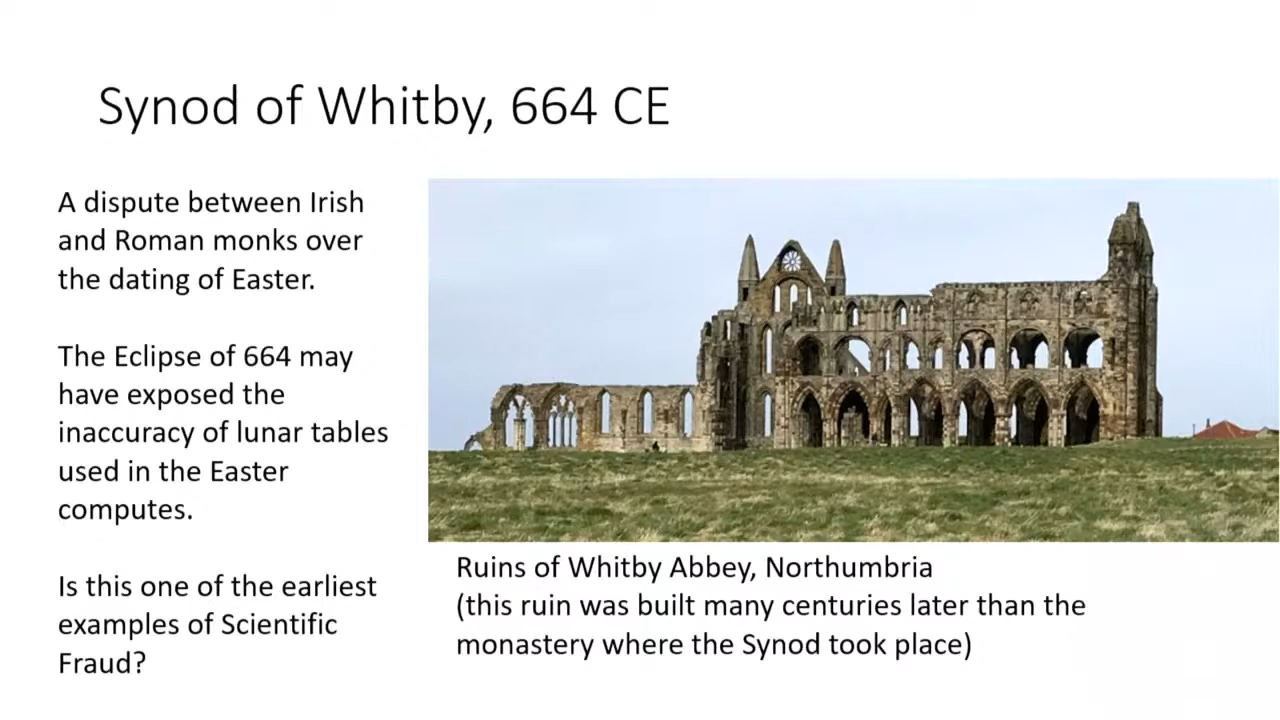 Synod of Whitby, 664 CE
A dispute between Irish
and Roman monks over
the dating of Easter.
The Eclipse of 664 may
have exposed the
inaccuracy of lunar tables
used in the Easter
computes.
Is this one of the earliest
examples of Scientific
Fraud?
Ruins of Whitby Abbey, Northumbria
(this ruin was built many centuries later than the
monastery where the Synod took place)